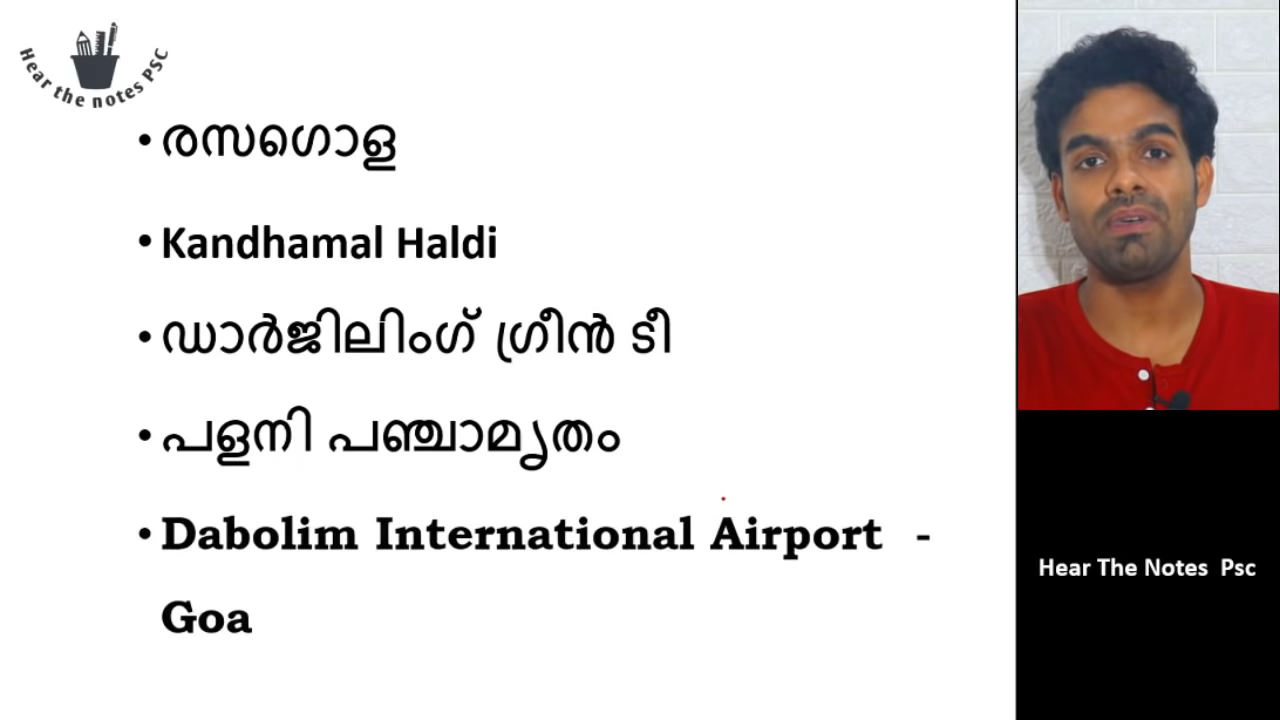 Hear the notes PSC
• രസഗൊള
• Kandhamal Haldi
• ഡാർജിലിംഗ് ഗ്രീൻ ടീ
• പളനി പഞ്ചാമൃതം
• Dabolim International Airport -
Goa
Hear The Notes Psc